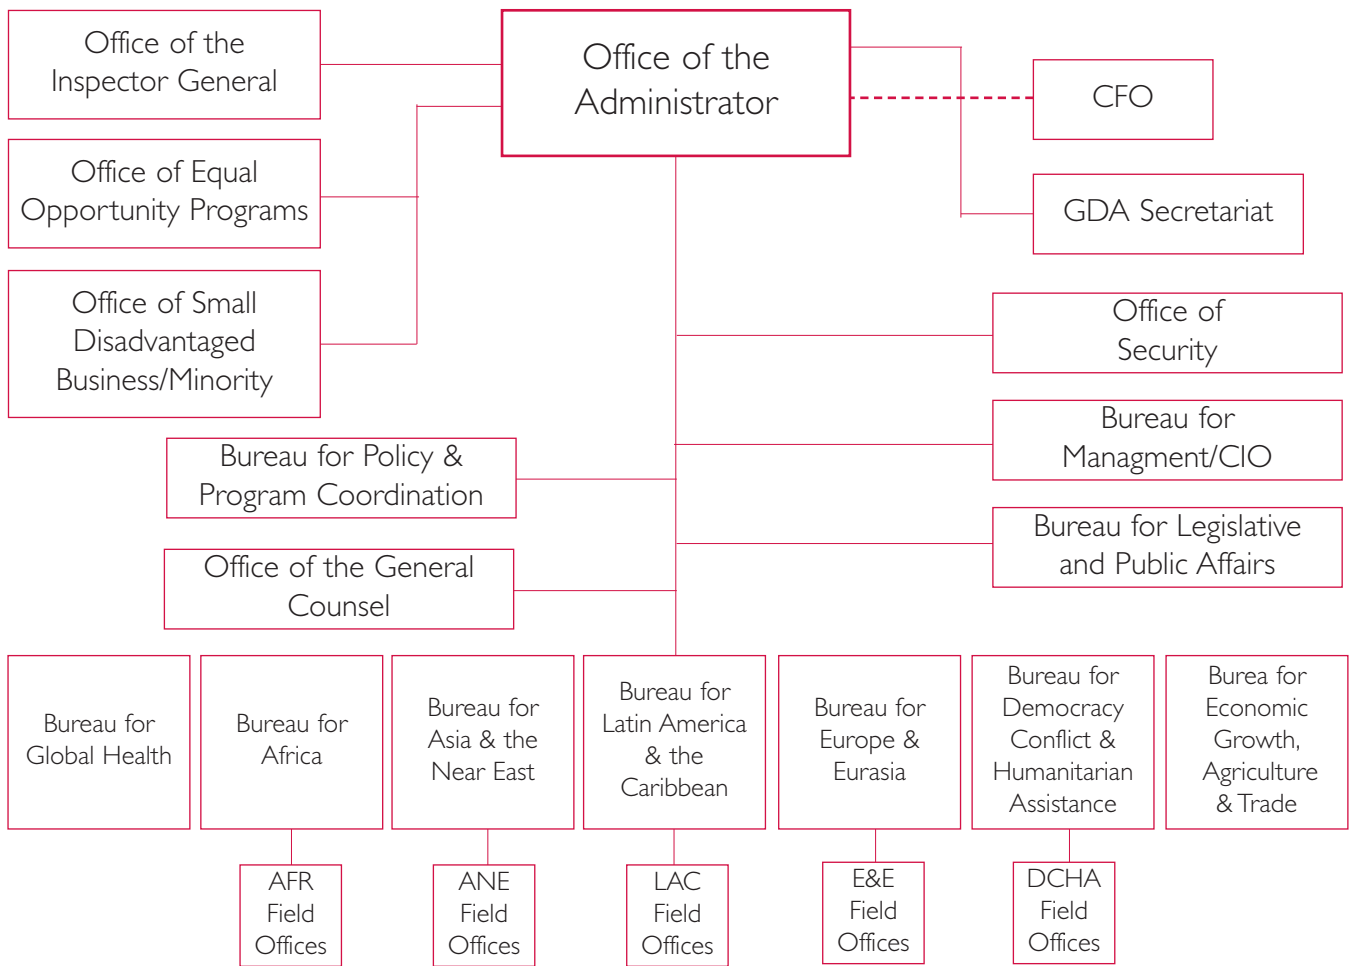 Office of the
Inspector General
Office of the
Administrator
CFO
Office of Equal
Opportunity Programs
GDA Secretariat
Office of Small
Disadvantaged
Business/Minority
Office of
Security
Bureau for
Managment/CIO
Bureau for Policy &
Program Coordination
Bureau for Legislative
and Public Affairs
Office of the General
Counsel
Bureau for
Global Health
Bureau for
Africa
Bureau for
Asia & the
Near East
Bureau for
Latin America
& the
Caribbean
Bureau for
Europe &
Eurasia
Bureau for
Democracy
Conflict &
Humanitarian
Assistance
Burea for
Economic
Growth,
Agriculture
& Trade
AFR
Field
Offices
ANE
Field
Offices
LAC
Field
Offices
E&E
Field
Offices
DCHA
Field
Offices